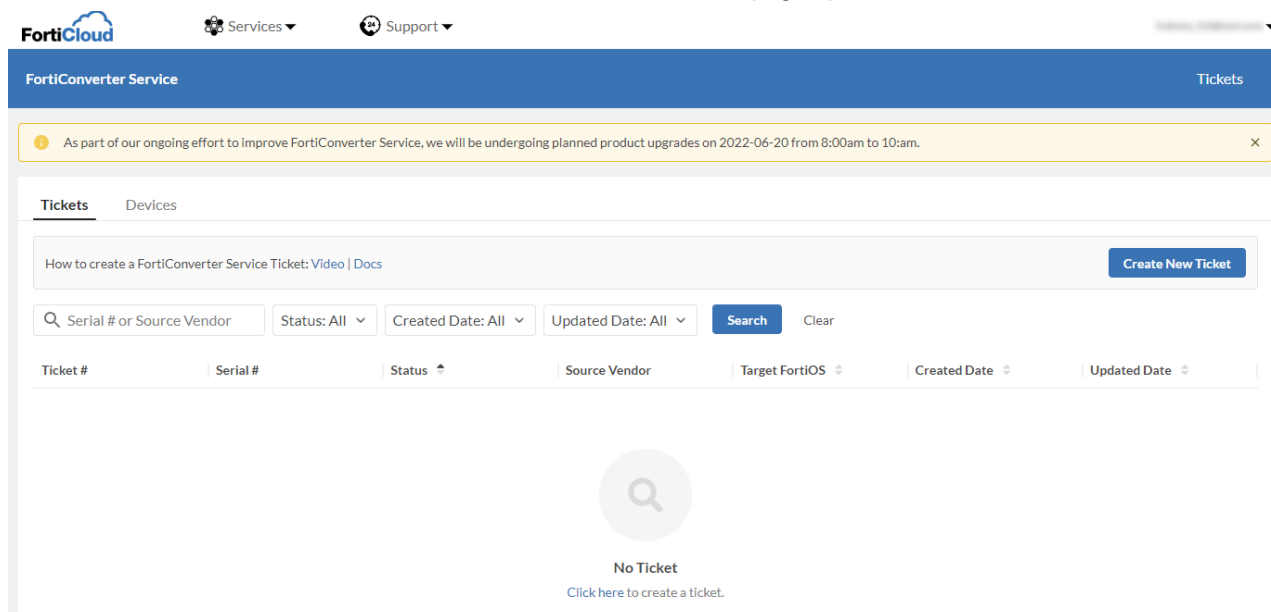 FortiCloud Services Support
FortiConverter Service Tickets
As part of our ongoing effort to improve FortiConverter Service, we will be undergoing planned product upgrades on 2022-06-20 from 8:00am to 10:am.
Tickets Devices
How to create a FortiConverter Service Ticket: Video | Docs Create New Ticket
Serial # or Source Vendor Status: All Created Date: All Updated Date: All Search Clear
Ticket # Serial # Status Source Vendor Target FortiOS Created Date Updated Date
No Ticket
Click here to create a ticket.